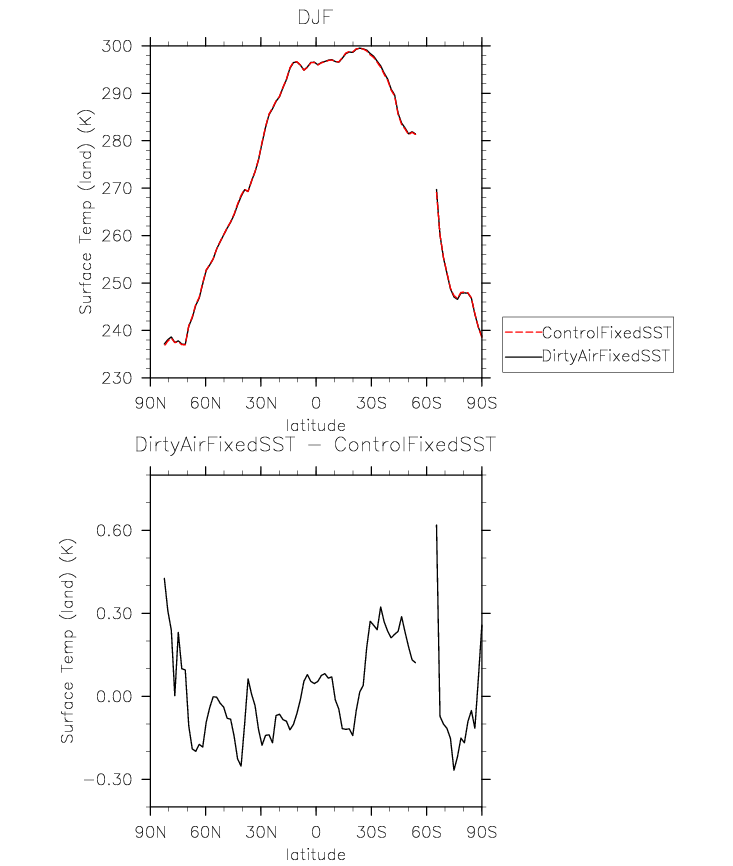 DJF
Surface Temp (land) (K)
300
290
280
270
260
250
240
230
90N 60N 30N 0 30S 60S 90S
latitude
ControlFixedSST
DirtyAirFixedSST
DirtyAirFixedSST - ControlFixedSST
Surface Temp (land) (K)
0.60
0.30
0.00
-0.30
90N 60N 30N 0 30S 60S 90S
latitude